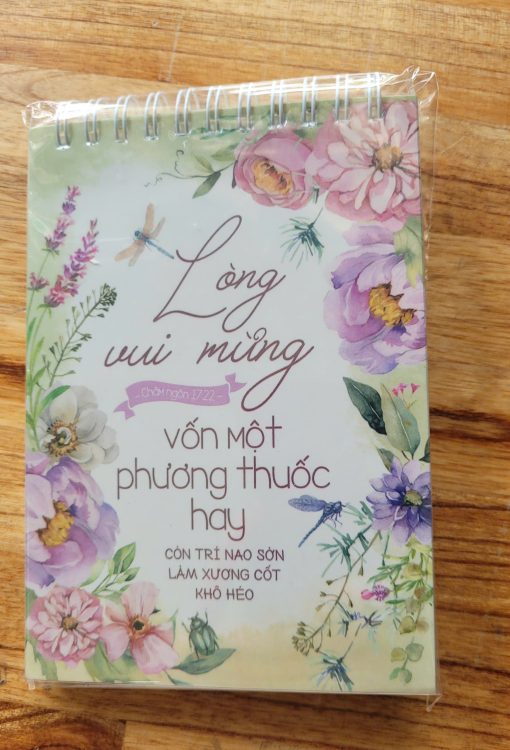 Lòng
vui mừng
- Châm ngôn 17:22 -
vốn một
phương thuốc
hay
CÒN TRÍ NAO SỜN
LÀM XƯƠNG CỐT
KHÔ HÉO